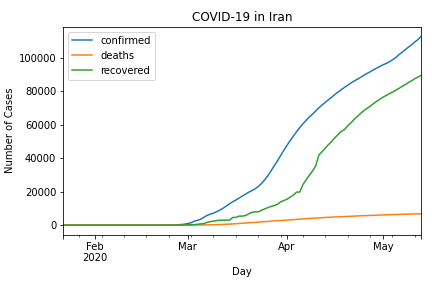 COVID-19 in Iran
confirmed
deaths
recovered
Number of Cases
100000
80000
60000
40000
20000
0
Feb Mar Apr May
2020
Day